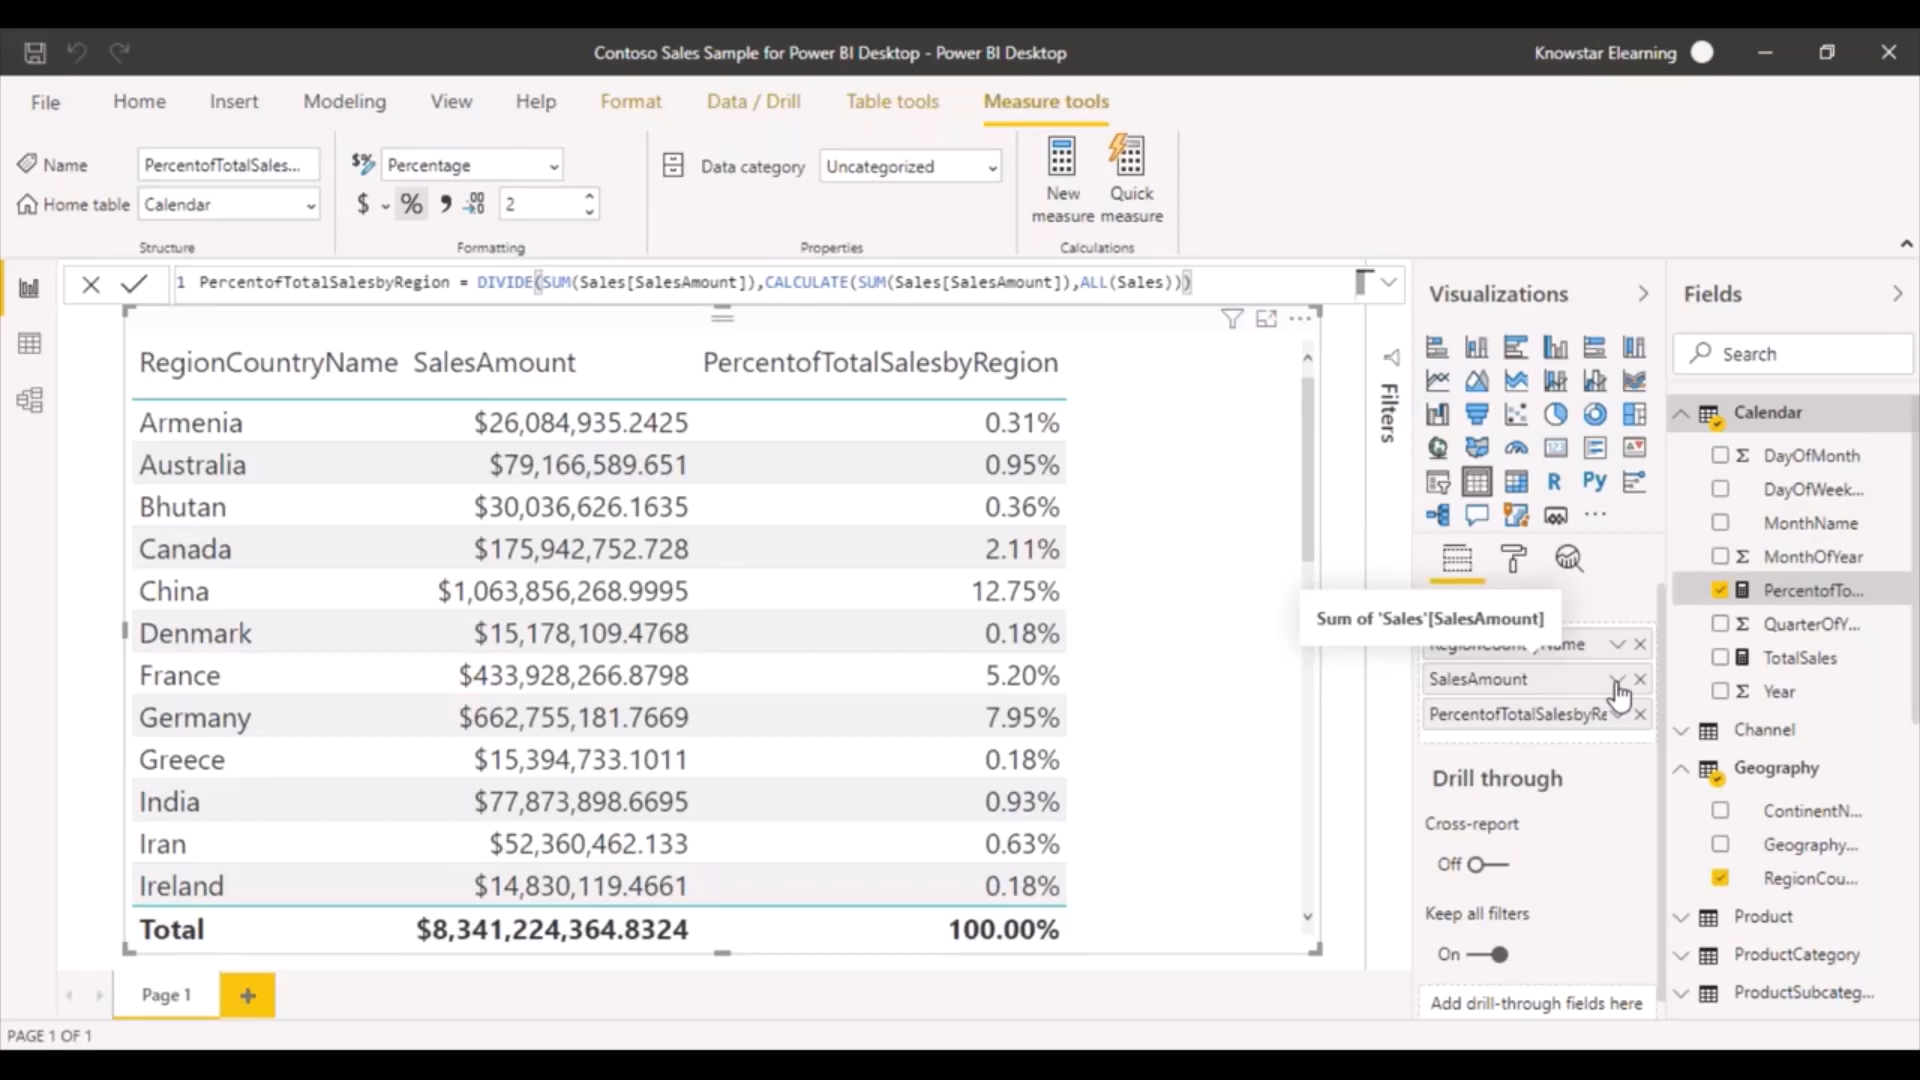 Contoso Sales Sample for Power BI Desktop - Power BI Desktop
Knowstar Elearning
File Home Insert Modeling View Help Format Data / Drill Table tools Measure tools
Name PercentofTotalSales...
Home table Calendar
Structure
$% Percentage
$ % , .00 2
Formatting
Data category Uncategorized
Properties
New measure
Quick measure
Calculations
1 PercentofTotalSalesbyRegion = DIVIDE(SUM(Sales[SalesAmount]),CALCULATE(SUM(Sales[SalesAmount]),ALL(Sales)))
RegionCountryName SalesAmount PercentofTotalSalesbyRegion
Armenia $26,084,935.2425 0.31%
Australia $79,166,589.651 0.95%
Bhutan $30,036,626.1635 0.36%
Canada $175,942,752.728 2.11%
China $1,063,856,268.9995 12.75%
Denmark $15,178,109.4768 0.18%
France $433,928,266.8798 5.20%
Germany $662,755,181.7669 7.95%
Greece $15,394,733.1011 0.18%
India $77,873,898.6695 0.93%
Iran $52,360,462.133 0.63%
Ireland $14,830,119.4661 0.18%
Total $8,341,224,364.8324 100.00%
Page 1
PAGE 1 OF 1
Filters
Visualizations
R Py
123
Sum of 'Sales'[SalesAmount]
SalesAmount
PercentofTotalSalesbyRe
Drill through
Cross-report
Off
Keep all filters
On
Add drill-through fields here
Fields
Search
Calendar
DayOfMonth
DayOfWeek...
MonthName
MonthOfYear
PercentofTo...
QuarterOfY...
TotalSales
Year
Channel
Geography
ContinentN...
Geography...
RegionCou...
Product
ProductCategory
ProductSubcateg...